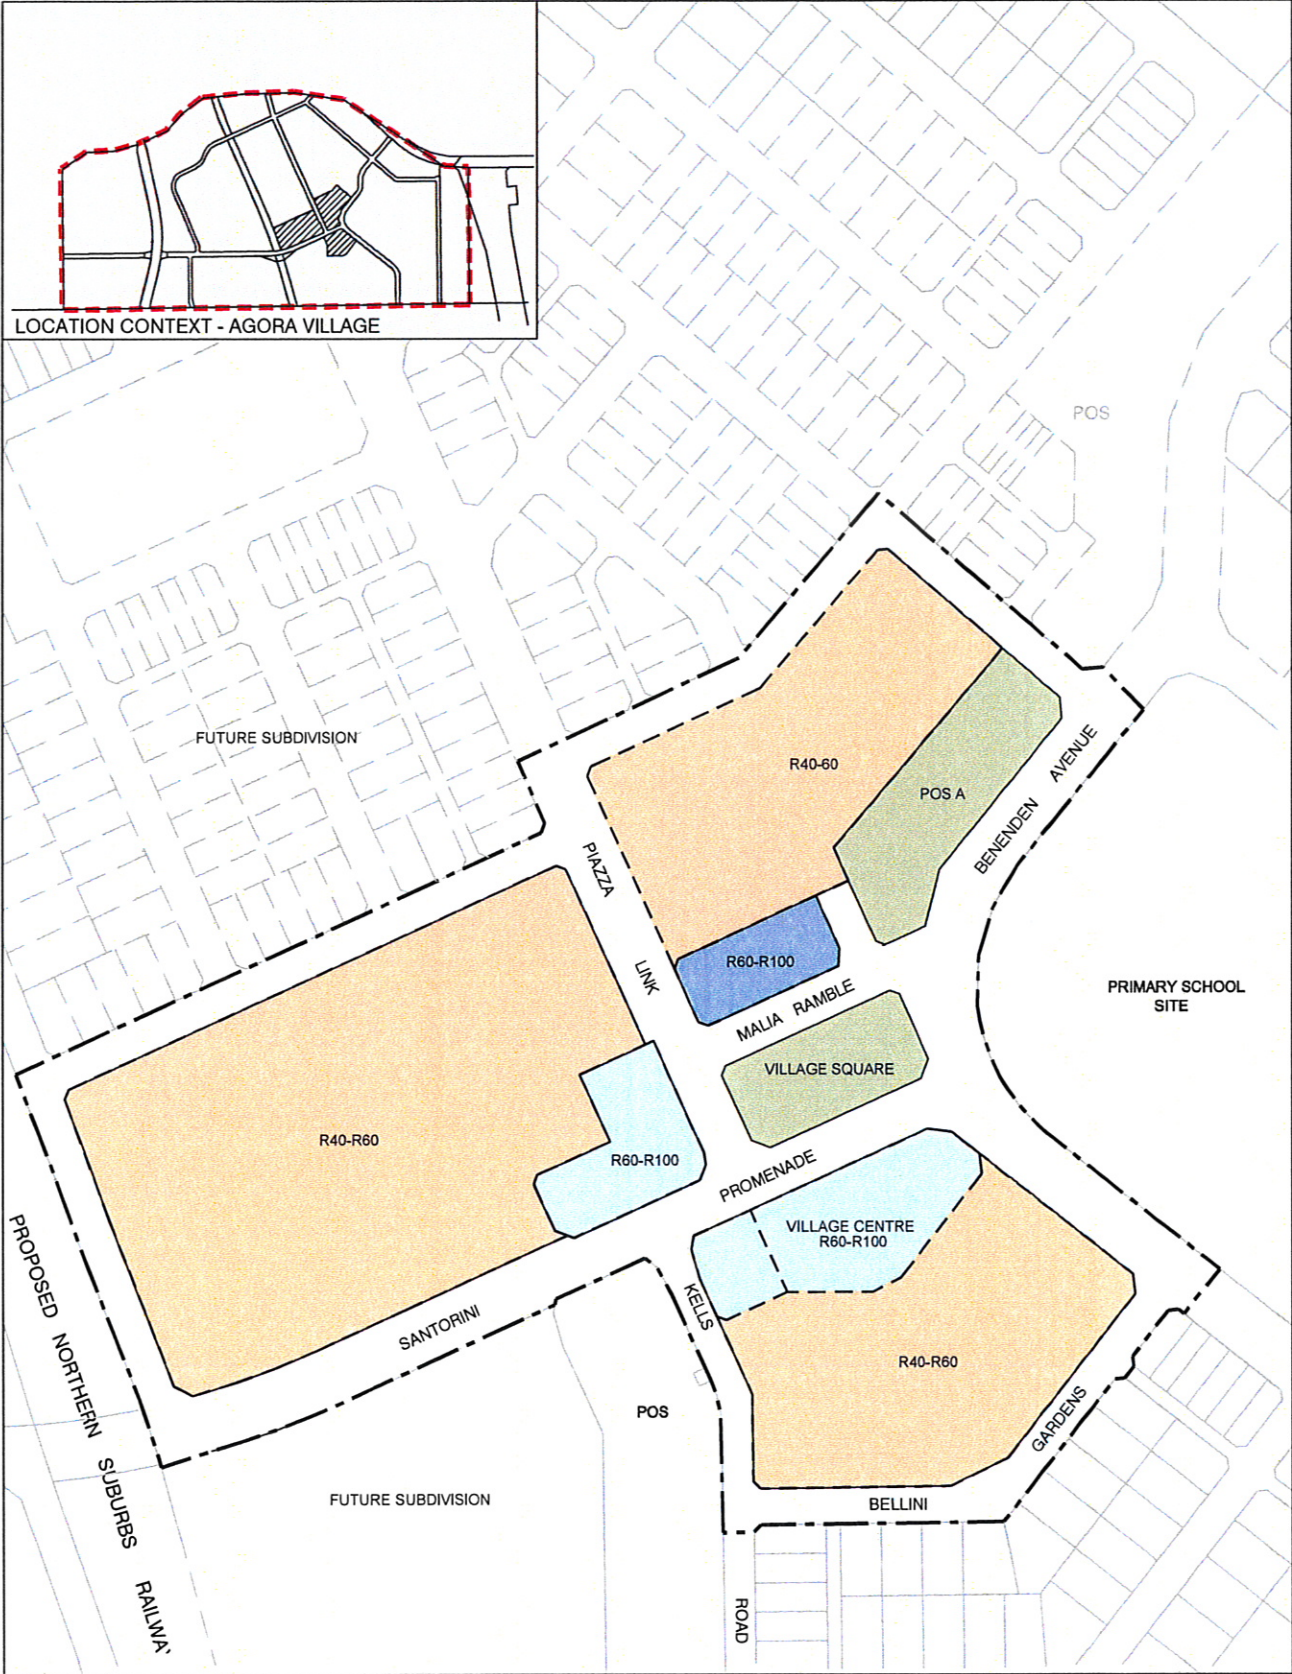 LOCATION CONTEXT - AGORA VILLAGE
POS
FUTURE SUBDIVISION
R40-60
POS A
BENENDEN AVENUE
PIAZZA LINK
R60-R100
MALIA RAMBLE
PRIMARY SCHOOL
SITE
VILLAGE SQUARE
R40-R60
R60-R100
PROMENADE
VILLAGE CENTRE
R60-R100
KELLS
SANTORINI
R40-R60
PROPOSED NORTHERN SUBURBS RAILWA
POS
GARDENS
FUTURE SUBDIVISION
BELLINI
ROAD